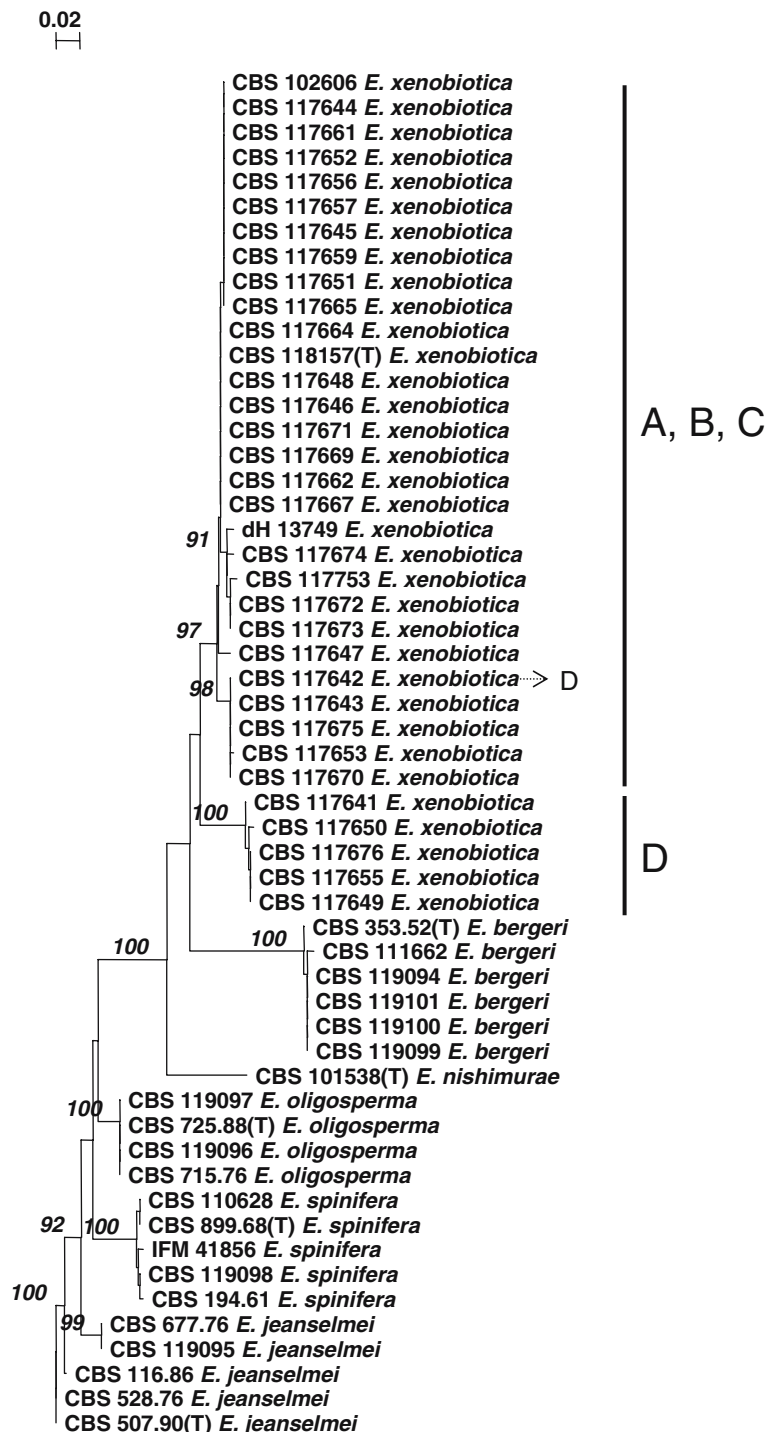 0.02
CBS 102606 E. xenobiotica
CBS 117644 E. xenobiotica
CBS 117661 E. xenobiotica
CBS 117652 E. xenobiotica
CBS 117656 E. xenobiotica
CBS 117657 E. xenobiotica
CBS 117645 E. xenobiotica
CBS 117659 E. xenobiotica
CBS 117651 E. xenobiotica
CBS 117665 E. xenobiotica
CBS 117664 E. xenobiotica
CBS 118157(T) E. xenobiotica
CBS 117648 E. xenobiotica
CBS 117646 E. xenobiotica
A, B, C
CBS 117671 E. xenobiotica
CBS 117669 E. xenobiotica
CBS 117662 E. xenobiotica
CBS 117667 E. xenobiotica
dH 13749 E. xenobiotica
91
CBS 117674 E. xenobiotica
CBS 117753 E. xenobiotica
CBS 117672 E. xenobiotica
97
CBS 117673 E. xenobiotica
CBS 117647 E. xenobiotica
CBS 117642 E. xenobiotica D
98
CBS 117643 E. xenobiotica
CBS 117675 E. xenobiotica
CBS 117653 E. xenobiotica
CBS 117670 E. xenobiotica
CBS 117641 E. xenobiotica
100
CBS 117650 E. xenobiotica
CBS 117676 E. xenobiotica
D
CBS 117655 E. xenobiotica
CBS 117649 E. xenobiotica
CBS 353.52(T) E. bergeri
100
100
CBS 111662 E. bergeri
CBS 119094 E. bergeri
CBS 119101 E. bergeri
CBS 119100 E. bergeri
CBS 119099 E. bergeri
CBS 101538(T) E. nishimurae
CBS 119097 E. oligosperma
100
CBS 725.88(T) E. oligosperma
CBS 119096 E. oligosperma
CBS 715.76 E. oligosperma
CBS 110628 E. spinifera
92
100
CBS 899.68(T) E. spinifera
IFM 41856 E. spinifera
CBS 119098 E. spinifera
100
CBS 194.61 E. spinifera
99
CBS 677.76 E. jeanselmei
CBS 119095 E. jeanselmei
CBS 116.86 E. jeanselmei
CBS 528.76 E. jeanselmei
CBS 507.90(T) E. jeanselmei